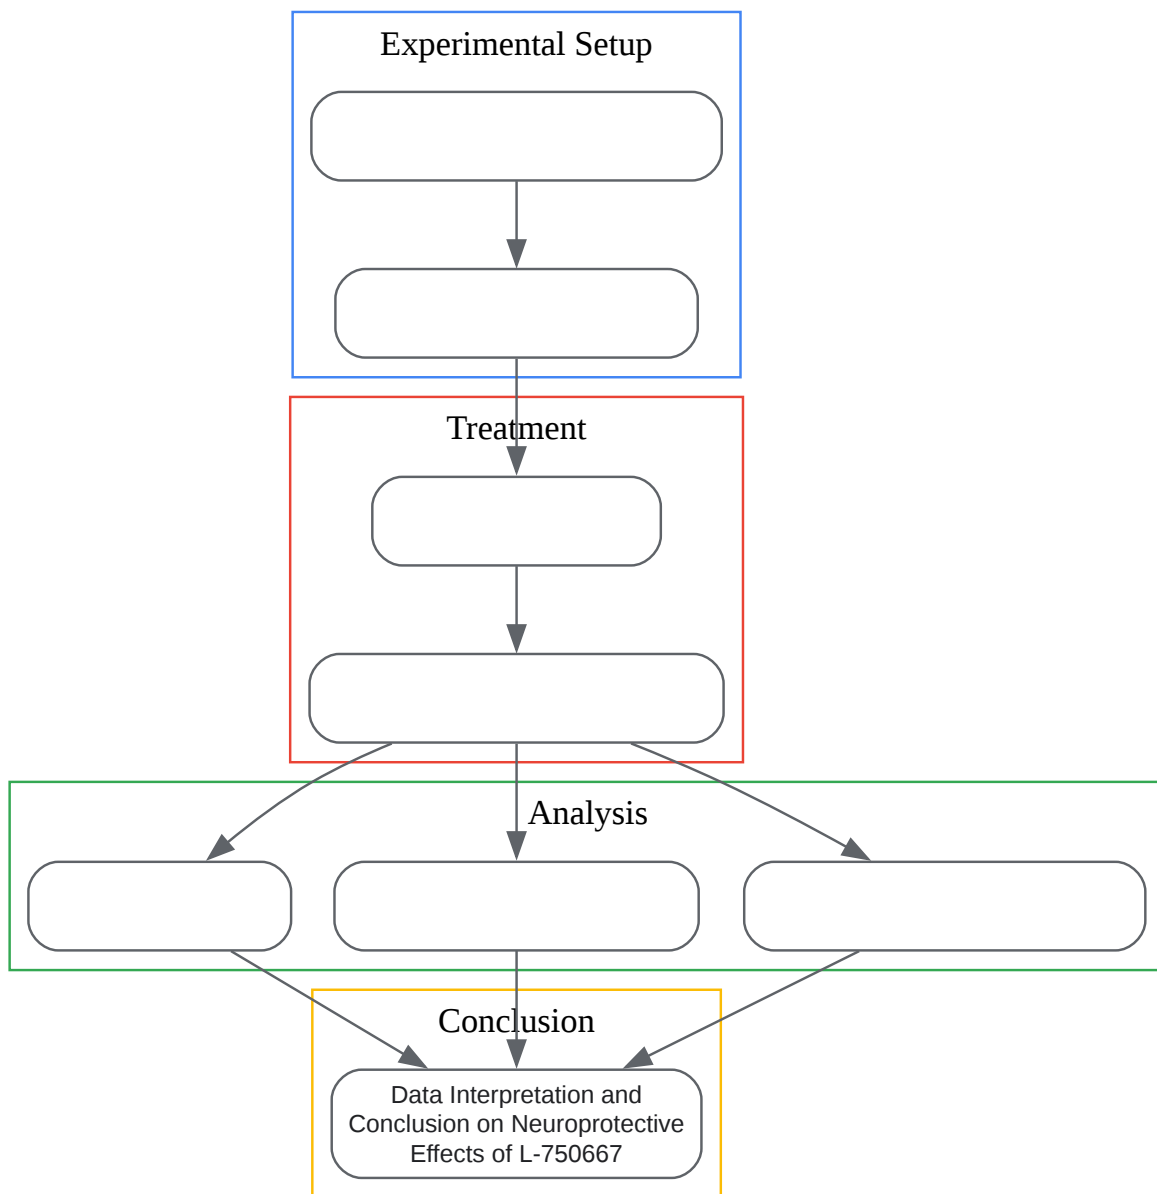 Experimental Setup
Treatment
Analysis
Conclusion
Data Interpretation and
Conclusion on Neuroprotective
Effects of L-750667